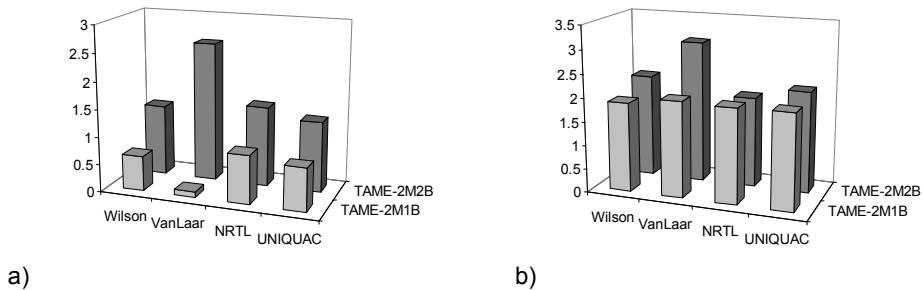 3
2.5
2
1.5
1
0.5
0
Wilson
VanLaar
NRTL
UNIQUAC
TAME-2M2B
TAME-2M1B
a)
3.5
3
2.5
2
1.5
1
0.5
0
Wilson
VanLaar
NRTL
UNIQUAC
TAME-2M2B
TAME-2M1B
b)